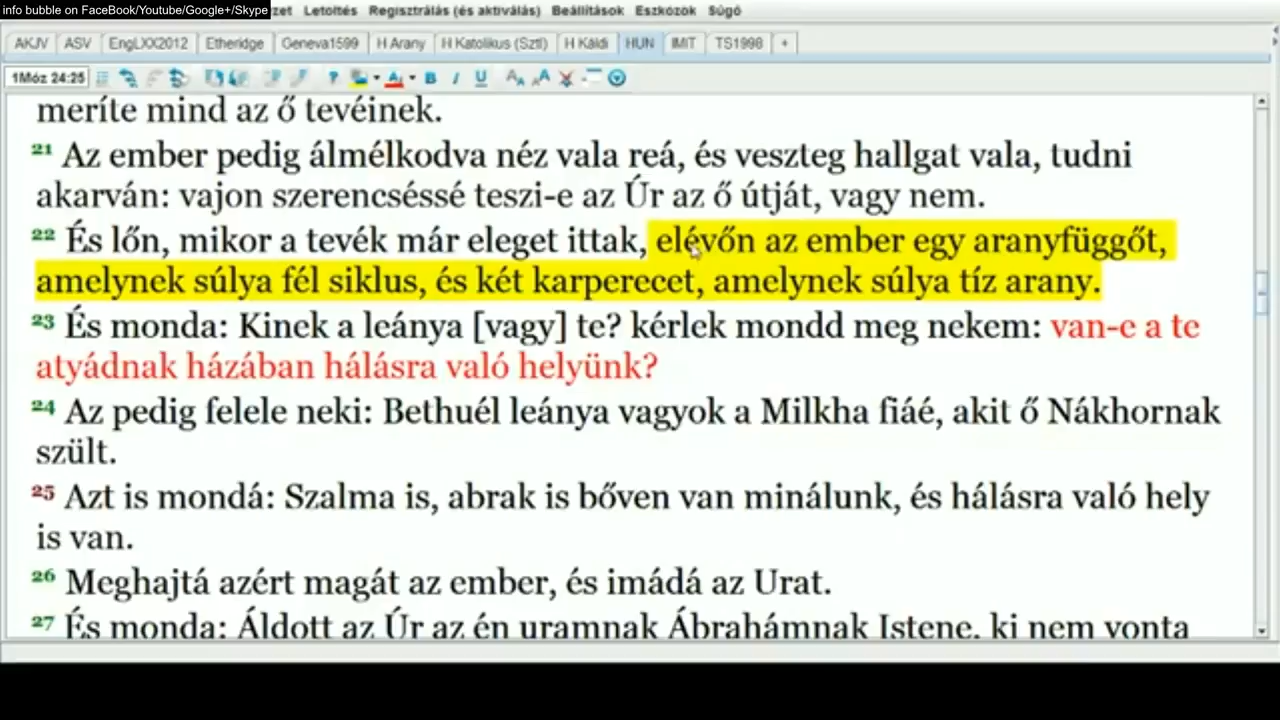 info bubble on FaceBook/Youtube/Google+/Skype zet Letoltés Regisztrálás (és aktiválás) Beállítások Eszközök Súgó
AKJV ASV EnglLXX2012 Etheridge Geneva1599 H Arany H Katolikus (Sztl) H Káldi HUN IMIT TS1998 +
1Móz 24:25 ? A B I U AA AA
meríte mind az ő tevéinek.
21 Az ember pedig álmélkodva néz vala reá, és veszteg hallgat vala, tudni
akarván: vajon szerencséssé teszi-e az Úr az ő útját, vagy nem.
22 És lőn, mikor a tevék már eleget ittak, elévőn az ember egy aranyfüggőt,
amelynek súlya fél siklus, és két karperecet, amelynek súlya tíz arany.
23 És monda: Kinek a leánya [vagy] te? kérlek mondd meg nekem: van-e a te
atyádnak házában hálásra való helyünk?
24 Az pedig felele neki: Bethuél leánya vagyok a Milkha fiáé, akit ő Nákhornak
szült.
25 Azt is mondá: Szalma is, abrak is bőven van minálunk, és hálásra való hely
is van.
26 Meghajtá azért magát az ember, és imádá az Urat.
27 És monda: Áldott az Úr az én uramnak Ábrahámnak Istene, ki nem vonta